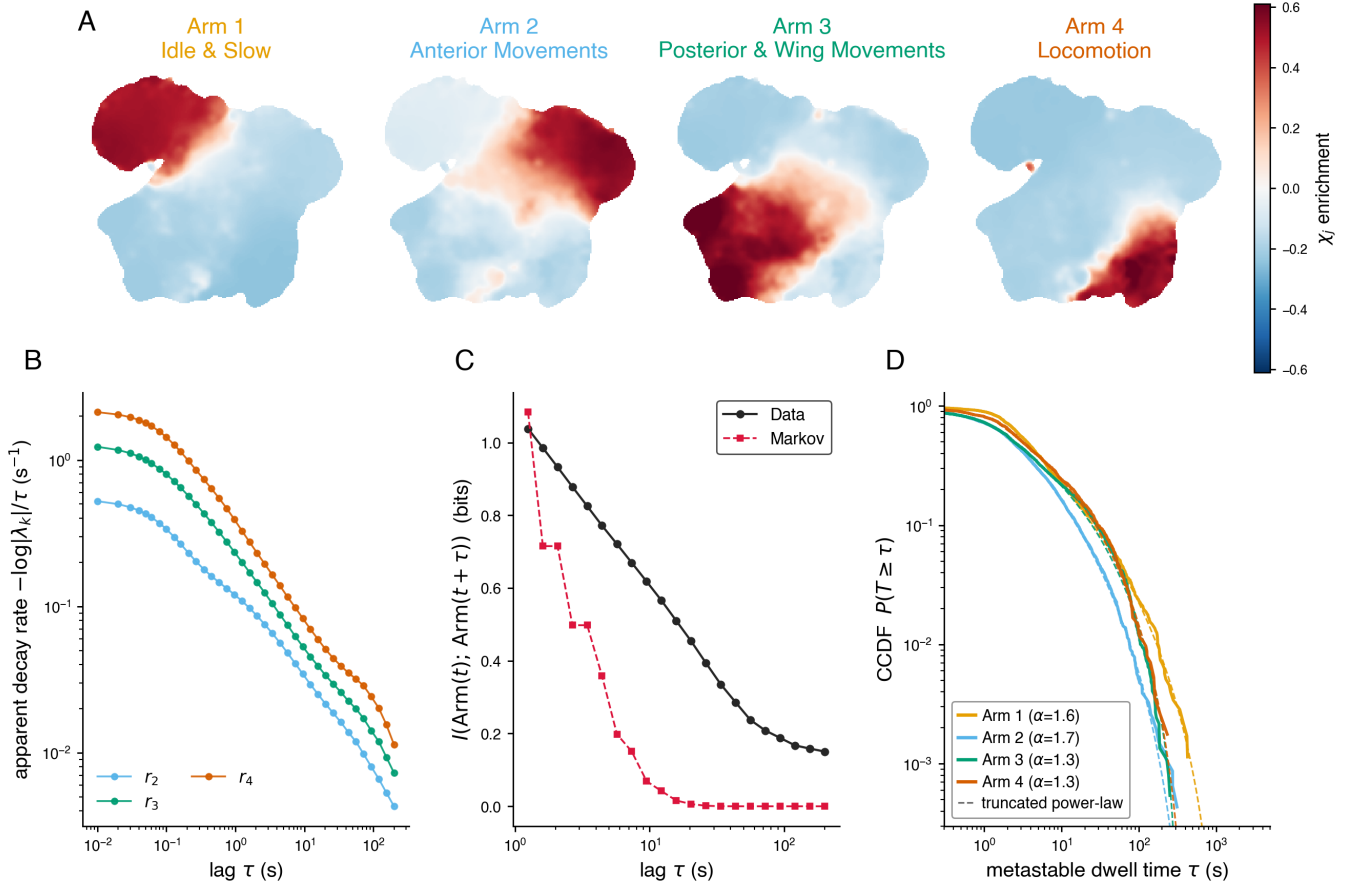 A
Arm 1
Idle & Slow
Arm 2
Anterior Movements
Arm 3
Posterior & Wing Movements
Arm 4
Locomotion
0.6
0.4
0.2
0.0
−0.2
−0.4
−0.6
χj enrichment
B
apparent decay rate −log|λk|/τ (s⁻¹)
10⁰
10⁻¹
10⁻²
r2
r3
r4
10⁻² 10⁻¹ 10⁰ 10¹ 10²
lag τ (s)
C
I(Arm(t); Arm(t + τ)) (bits)
1.0
0.8
0.6
0.4
0.2
0.0
Data
Markov
10⁰ 10¹ 10²
lag τ (s)
D
CCDF P(T ≥ τ)
10⁰
10⁻¹
10⁻²
10⁻³
Arm 1 (α=1.6)
Arm 2 (α=1.7)
Arm 3 (α=1.3)
Arm 4 (α=1.3)
truncated power-law
10⁰ 10¹ 10² 10³
metastable dwell time τ (s)